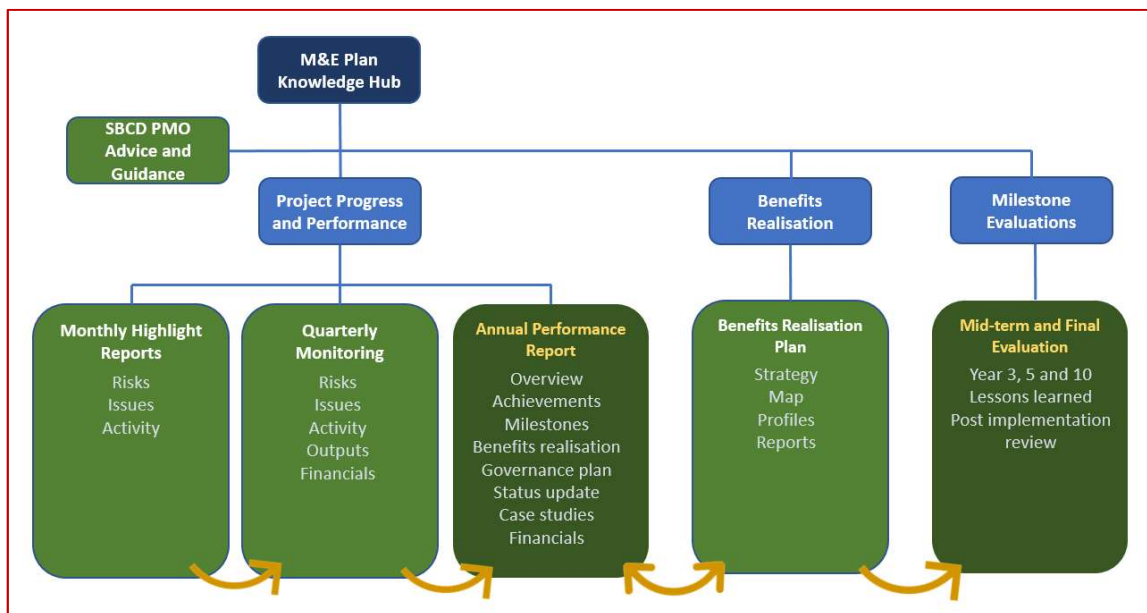 M&E Plan
Knowledge Hub
SBCD PMO
Advice and
Guidance
Project Progress
and Performance
Benefits
Realisation
Milestone
Evaluations
Monthly Highlight
Reports
Risks
Issues
Activity
Quarterly
Monitoring
Risks
Issues
Activity
Outputs
Financials
Annual Performance
Report
Overview
Achievements
Milestones
Benefits realisation
Governance plan
Status update
Case studies
Financials
Benefits Realisation
Plan
Strategy
Map
Profiles
Reports
Mid-term and Final
Evaluation
Year 3, 5 and 10
Lessons learned
Post implementation
review